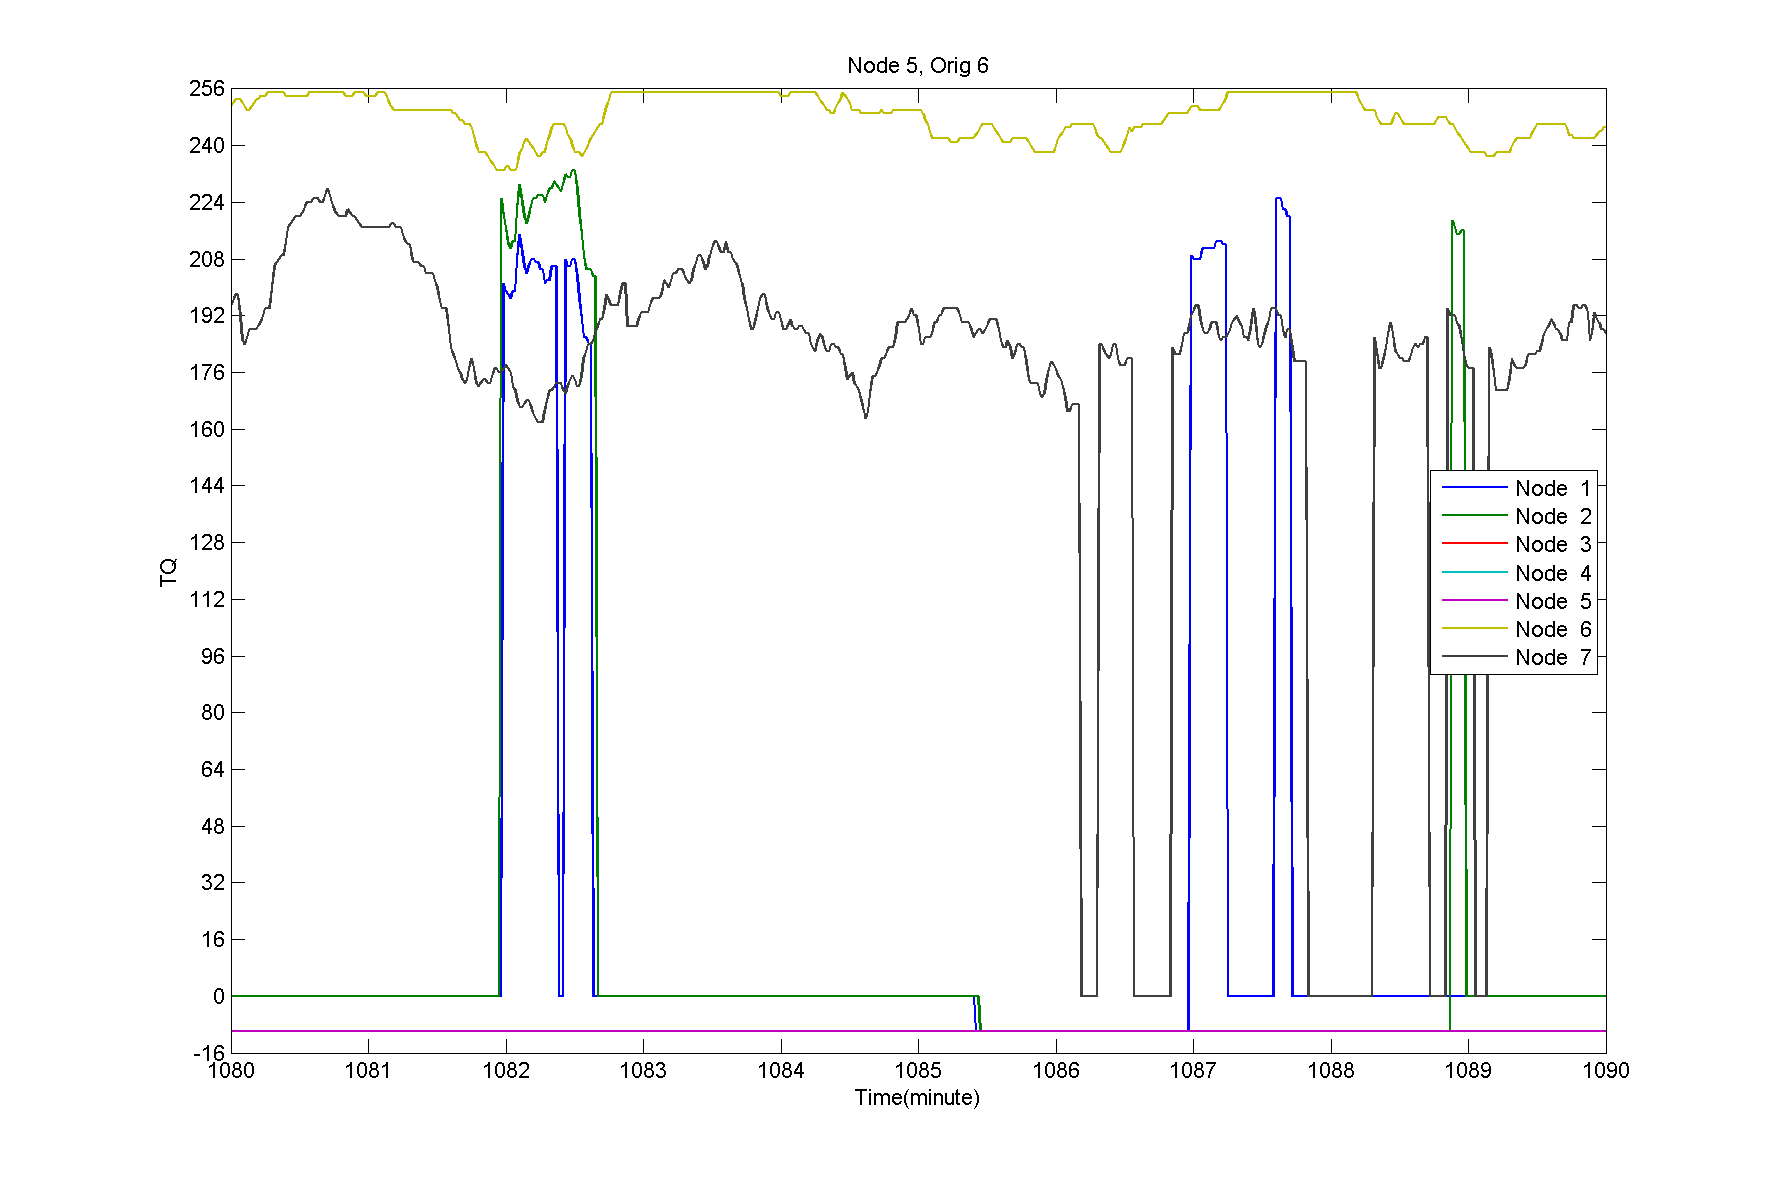 Node 5, Orig 6
256
240
224
208
192
176
160
144
128
112
96
80
64
48
32
16
0
-16
TQ
Node 1
Node 2
Node 3
Node 4
Node 5
Node 6
Node 7
1080 1081 1082 1083 1084 1085 1086 1087 1088 1089 1090
Time(minute)